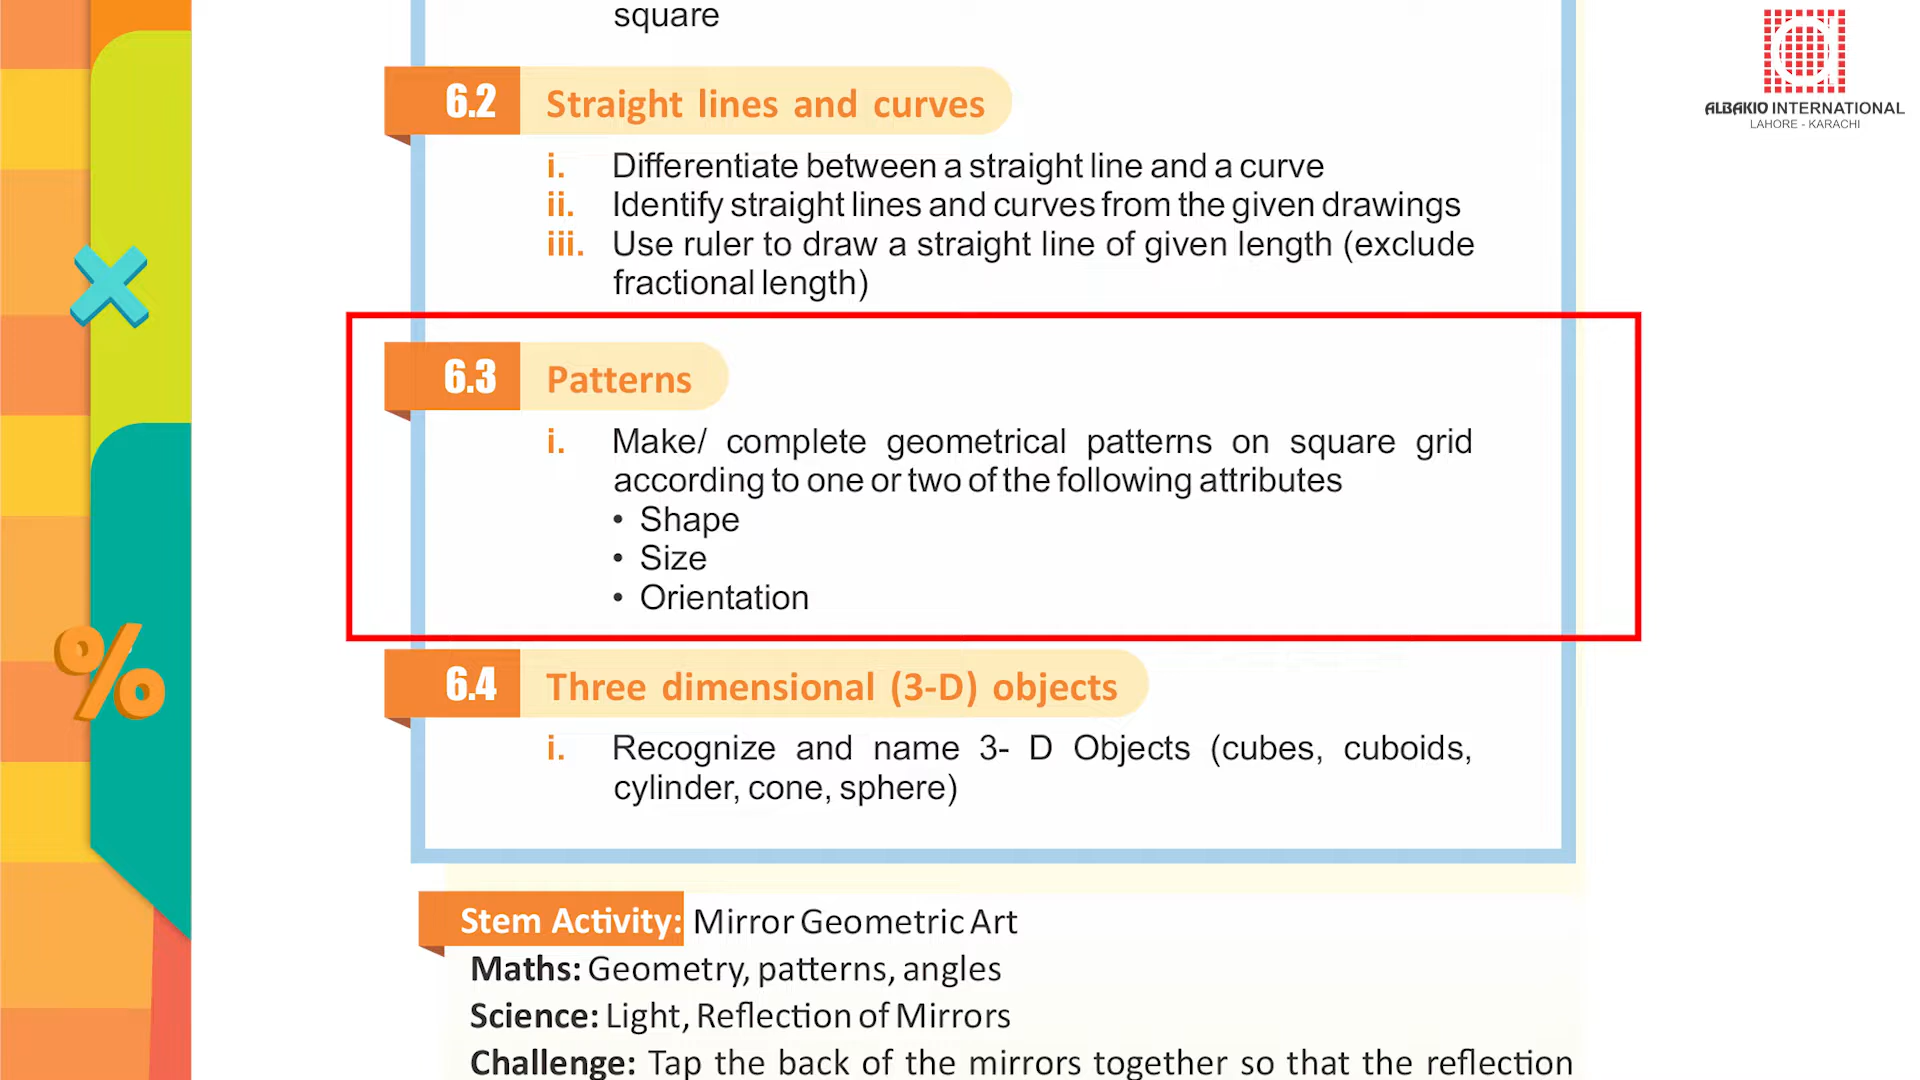 square
6.2 Straight lines and curves
i. Differentiate between a straight line and a curve
ii. Identify straight lines and curves from the given drawings
iii. Use ruler to draw a straight line of given length (exclude
fractional length)
6.3 Patterns
i. Make/ complete geometrical patterns on square grid
according to one or two of the following attributes
• Shape
• Size
• Orientation
6.4 Three dimensional (3-D) objects
i. Recognize and name 3- D Objects (cubes, cuboids,
cylinder, cone, sphere)
Stem Activity: Mirror Geometric Art
Maths: Geometry, patterns, angles
Science: Light, Reflection of Mirrors
Challenge: Tap the back of the mirrors together so that the reflection
%
ALBAKIO INTERNATIONAL
LAHORE - KARACHI